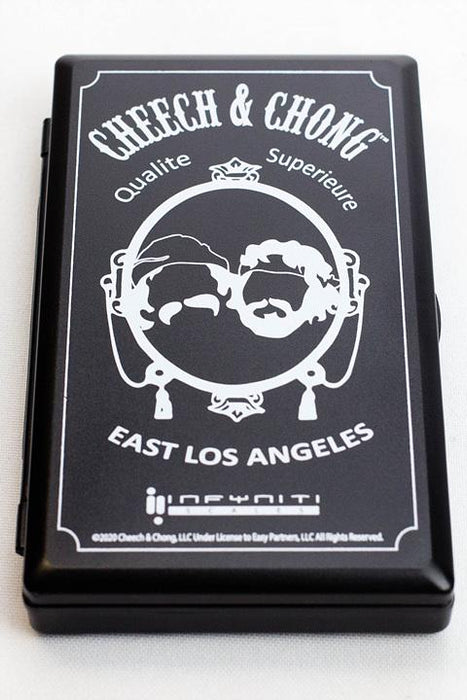 CHEECH & CHONG™
Qualite Superieure
EAST LOS ANGELES
INFYNITI
SCALES
©2020 Cheech & Chong, LLC Under License to Easy Partners, LLC All Rights Reserved.